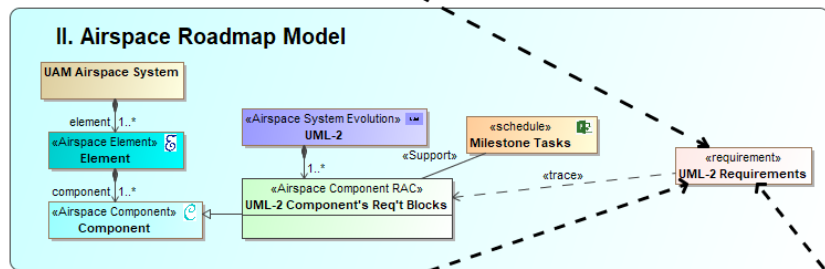 II. Airspace Roadmap Model
UAM Airspace System
element
1..*
«Airspace Element»
Element
component
1..*
«Airspace Component»
Component
«Airspace System Evolution»
LM
UML-2
1..*
«Support»
«schedule»
Milestone Tasks
«Airspace Component RAC»
UML-2 Component's Req't Blocks
«trace»
«requirement»
UML-2 Requirements